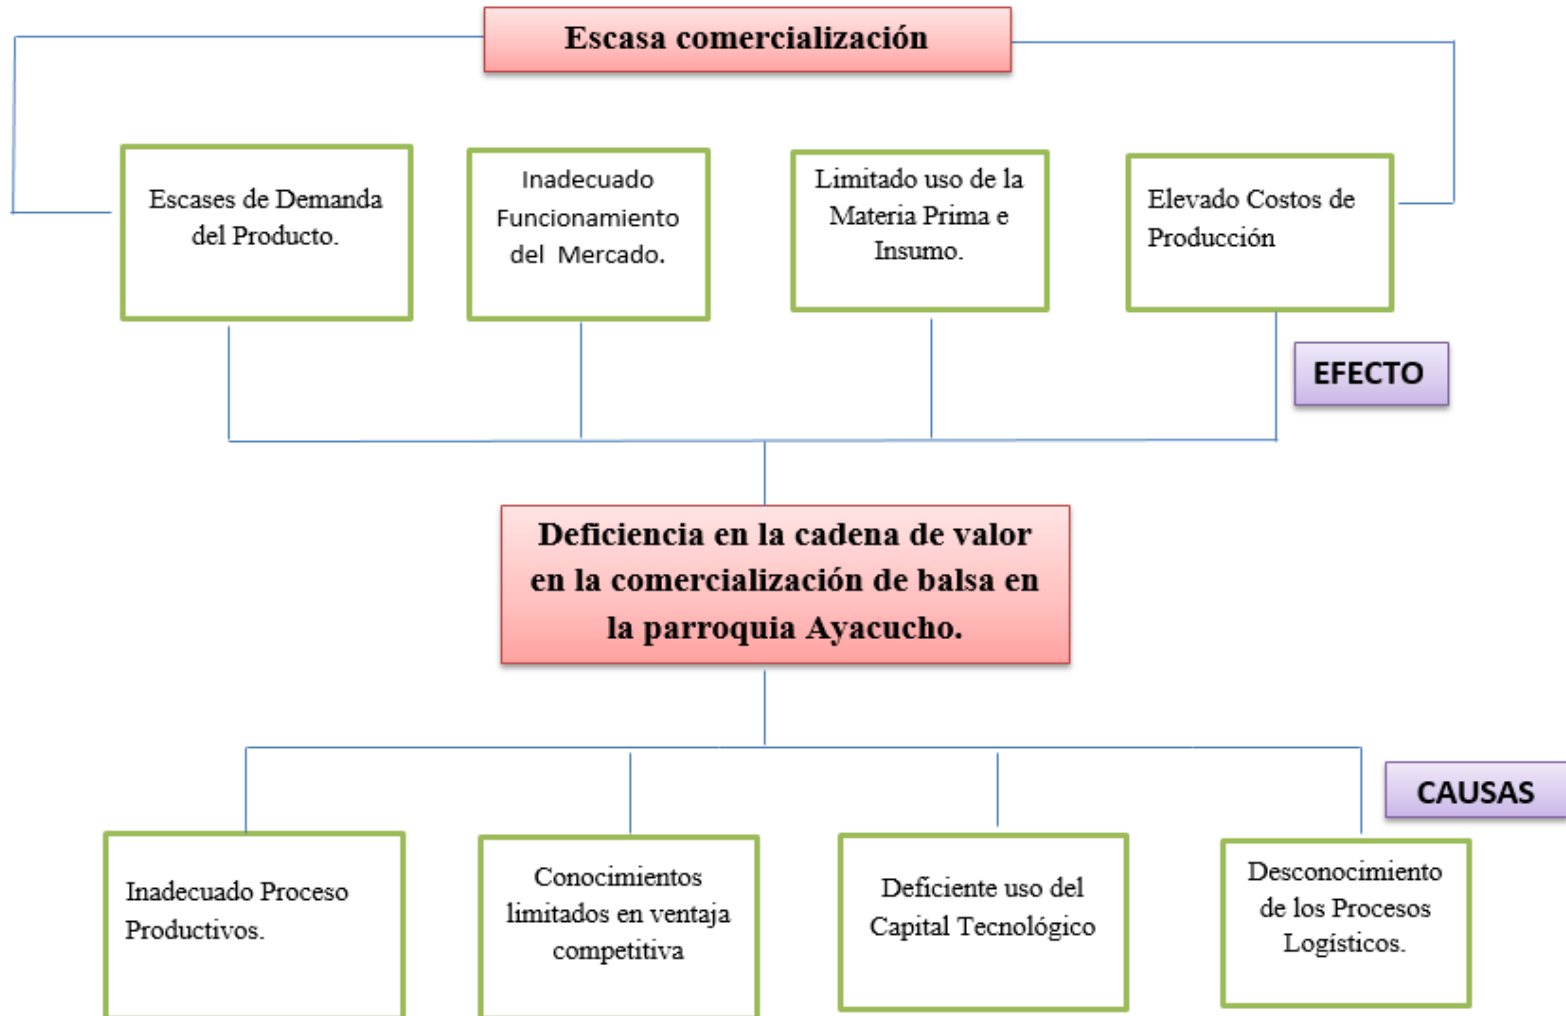 Escasa comercialización
Escases de Demanda
del Producto.
Inadecuado
Funcionamiento
del Mercado.
Limitado uso de la
Materia Prima e
Insumo.
Elevado Costos de
Producción
EFECTO
Deficiencia en la cadena de valor
en la comercialización de balsa en
la parroquia Ayacucho.
CAUSAS
Inadecuado Proceso
Productivos.
Conocimientos
limitados en ventaja
competitiva
Deficiente uso del
Capital Tecnológico
Desconocimiento
de los Procesos
Logísticos.